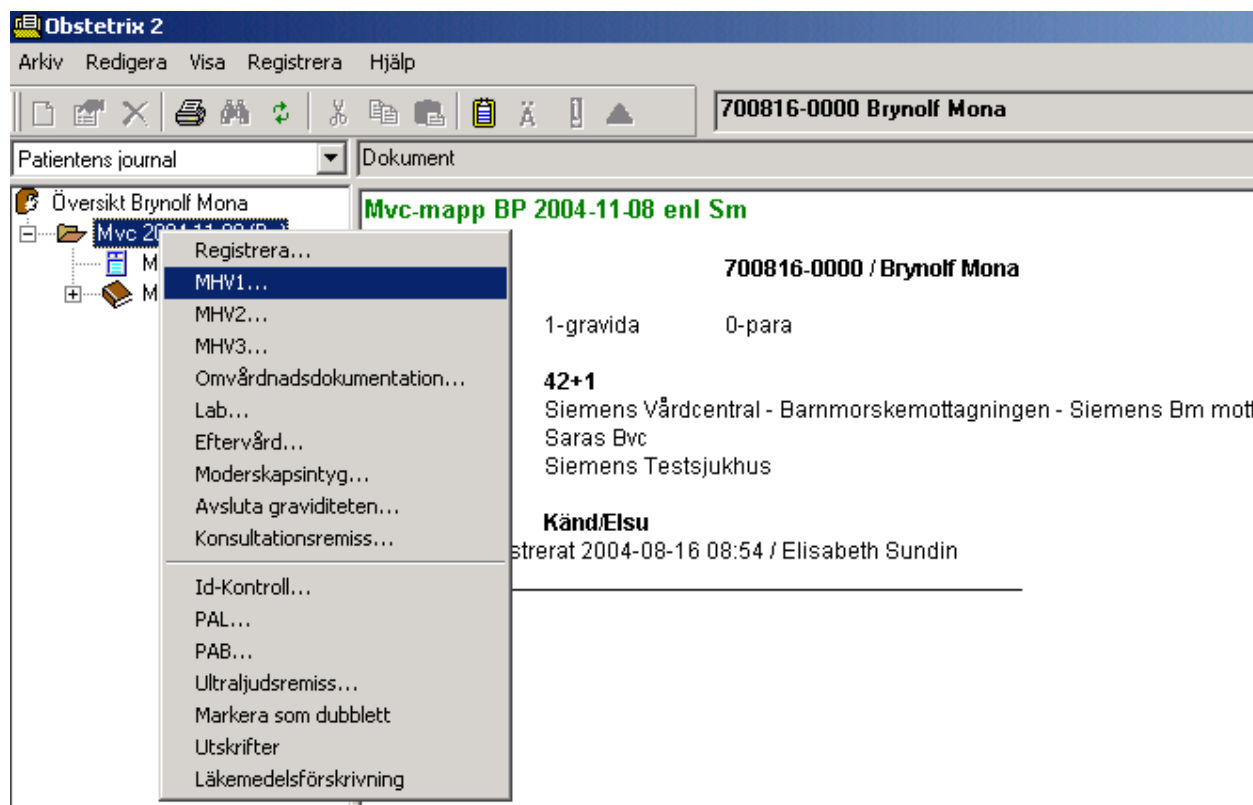 Obstetrix 2
Arkiv Redigera Visa Registrera Hjälp
Ä
700816-0000 Brynolf Mona
Patientens journal
Dokument
Översikt Brynolf Mona
Mvc
M
M
Registrera...
MHV1...
MHV2...
MHV3...
Omvårdnadsdokumentation...
Lab...
Eftervård...
Moderskapsintyg...
Avsluta graviditeten...
Konsultationsremiss...
Id-Kontroll...
PAL...
PAB...
Ultraljudsremiss...
Markera som dubblett
Utskrifter
Läkemedelsförskrivning
Mvc-mapp BP 2004-11-08 enl Sm
700816-0000 / Brynolf Mona
1-gravida 0-para
42+1
Siemens Vårdcentral - Barnmorskemottagningen - Siemens Bm mott
Saras Bvc
Siemens Testsjukhus
Känd/Elsu
strerat 2004-08-16 08:54 / Elisabeth Sundin